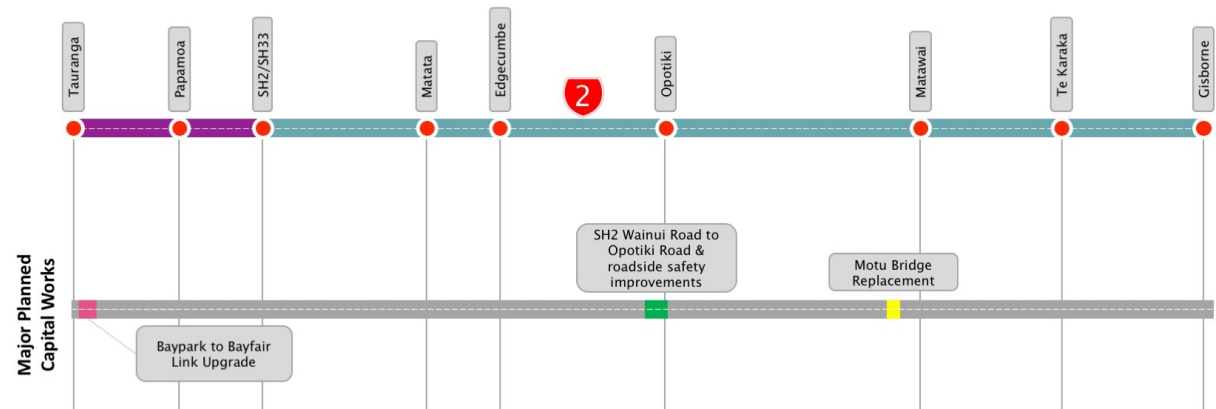 Tauranga
Papamoa
SH2/SH33
Matata
Edgecumbe
2
Opotiki
Matawai
Te Karaka
Gisborne
Major Planned
Capital Works
Baypark to Bayfair
Link Upgrade
SH2 Wainui Road to
Opotiki Road &
roadside safety
improvements
Motu Bridge
Replacement